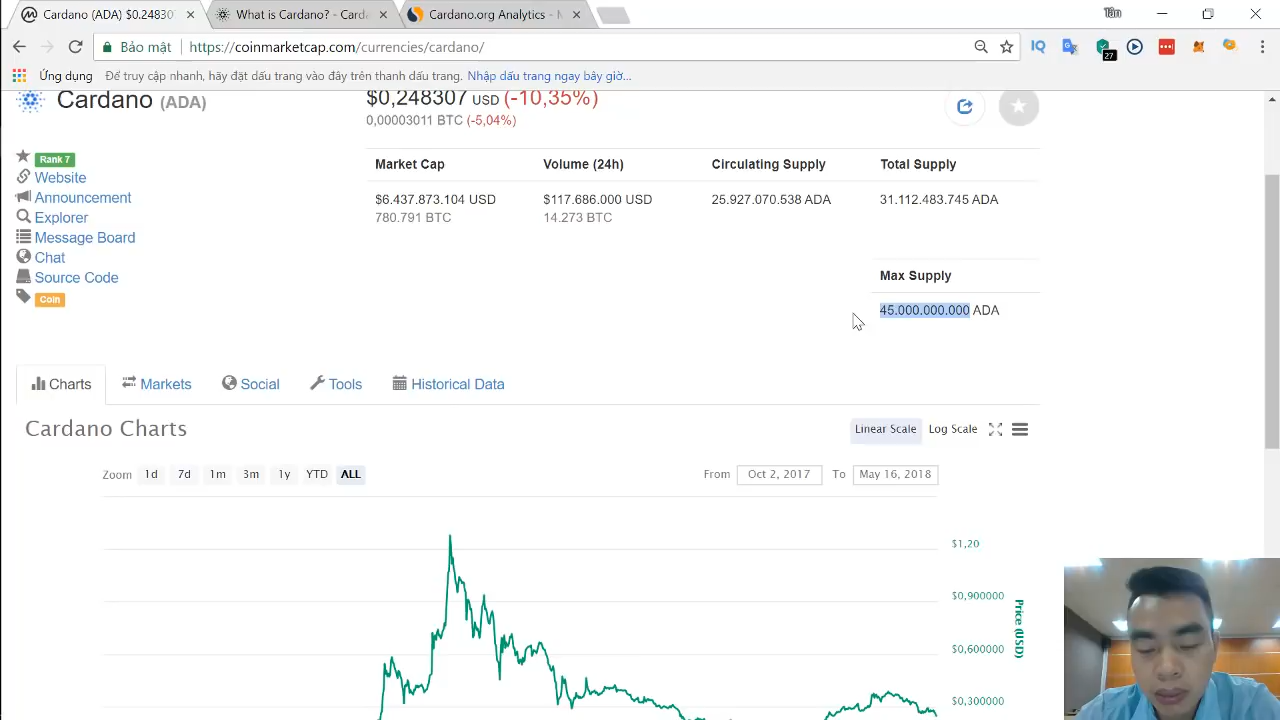 Cardano (ADA) $0.24830
What is Cardano? - Card
Cardano.org Analytics - M
Tân
Bảo mật
https://coinmarketcap.com/currencies/cardano/
27
Ứng dụng
Để truy cập nhanh, hãy đặt dấu trang vào đây trên thanh dấu trang.
Nhập dấu trang ngay bây giờ...
Cardano (ADA)
$0,248307 USD (-10,35%)
0,00003011 BTC (-5,04%)
Rank 7
Website
Announcement
Explorer
Message Board
Chat
Source Code
Coin
Market Cap
Volume (24h)
Circulating Supply
Total Supply
$6.437.873.104 USD
$117.686.000 USD
25.927.070.538 ADA
31.112.483.745 ADA
780.791 BTC
14.273 BTC
Max Supply
45.000.000.000 ADA
Charts
Markets
Social
Tools
Historical Data
Cardano Charts
Linear Scale
Log Scale
Zoom
1d
7d
1m
3m
1y
YTD
ALL
From
Oct 2, 2017
To
May 16, 2018
$1,20
$0,900000
$0,600000
$0,300000
Price (USD)